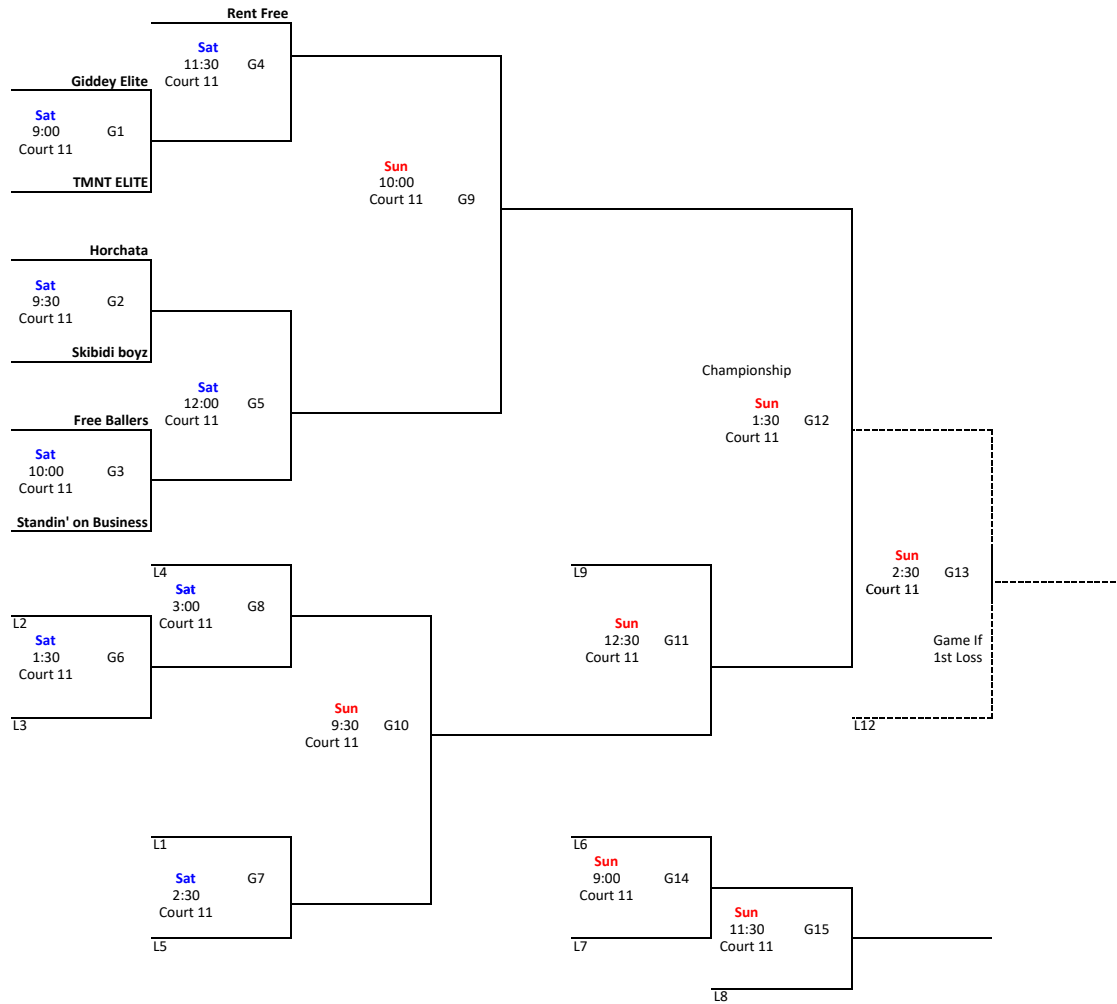 Rent Free
Sat
11:30 G4
Court 11
Giddey Elite
Sat
9:00 G1
Court 11
TMNT ELITE
Sun
10:00
Court 11 G9
Horchata
Sat
9:30 G2
Court 11
Skibidi boyz
Championship
Sat
12:00 G5
Court 11
Sun
1:30 G12
Court 11
Free Ballers
Sat
10:00 G3
Court 11
Standin' on Business
Sun
2:30 G13
Court 11
L4
Sat
3:00 G8
Court 11
L9
L2
Sat
1:30 G6
Court 11
Sun
12:30 G11
Court 11
Game If
1st Loss
L3
Sun
9:30 G10
Court 11
L12
L1
Sat G7
2:30
Court 11
L5
L6
Sun
9:00 G14
Court 11
L7
Sun
11:30 G15
Court 11
L8